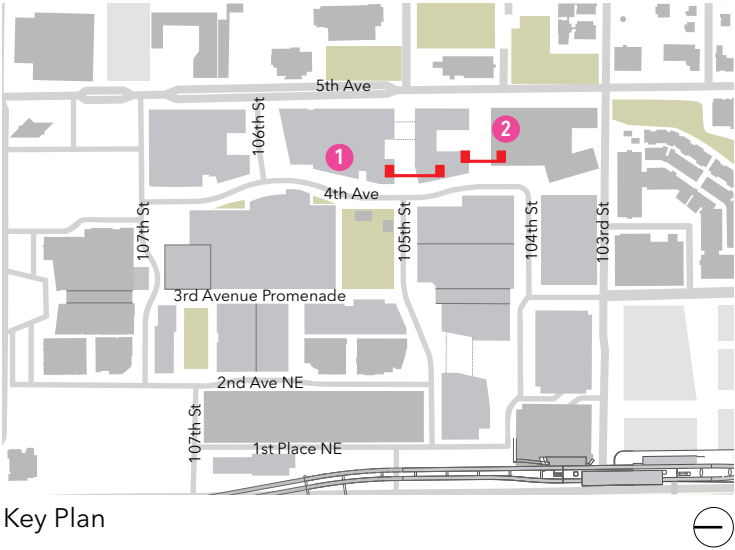 5th Ave
106th St
2
1
4th Ave
107th St
105th St
104th St
103rd St
3rd Avenue Promenade
2nd Ave NE
107th St
1st Place NE
Key Plan